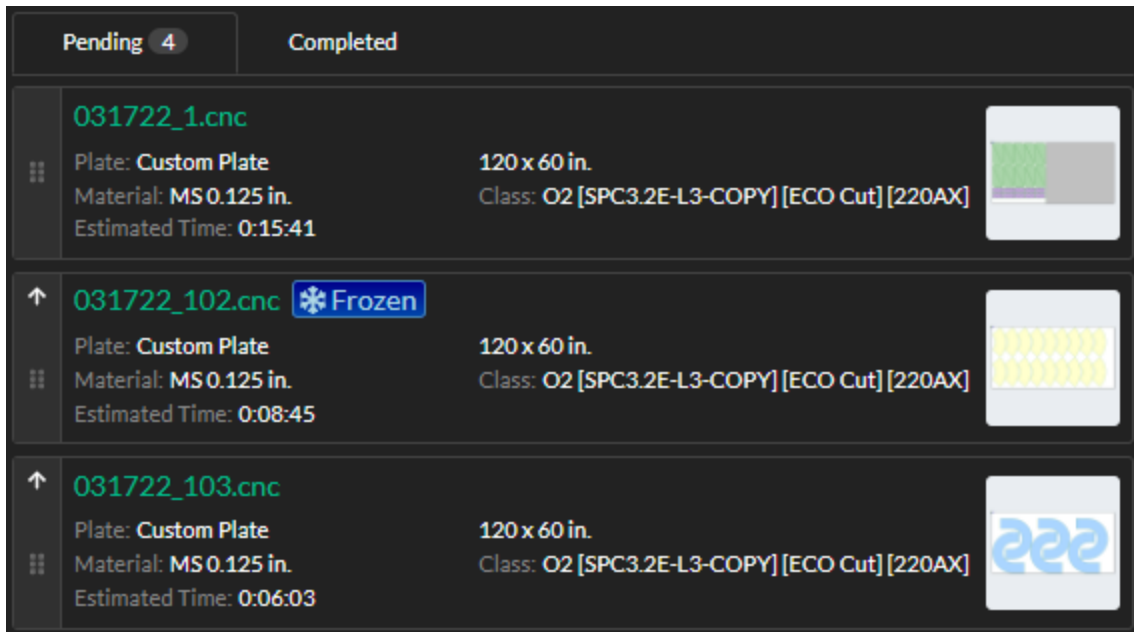 Pending 4 Completed
031722_1.cnc
Plate: Custom Plate 120 x 60 in.
Material: MS 0.125 in. Class: O2 [SPC3.2E-L3-COPY] [ECO Cut] [220AX]
Estimated Time: 0:15:41
031722_102.cnc Frozen
Plate: Custom Plate 120 x 60 in.
Material: MS 0.125 in. Class: O2 [SPC3.2E-L3-COPY] [ECO Cut] [220AX]
Estimated Time: 0:08:45
031722_103.cnc
Plate: Custom Plate 120 x 60 in.
Material: MS 0.125 in. Class: O2 [SPC3.2E-L3-COPY] [ECO Cut] [220AX]
Estimated Time: 0:06:03